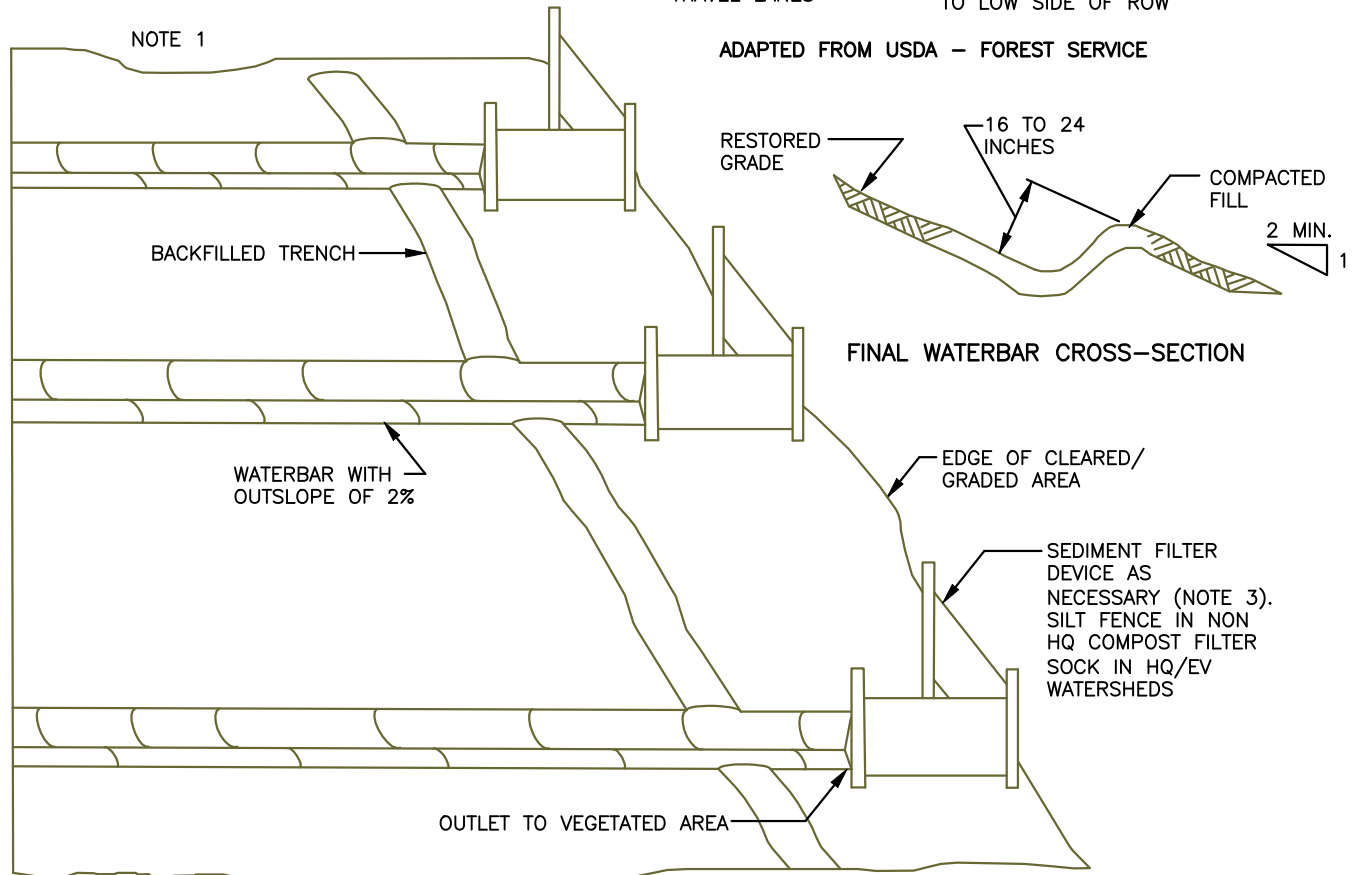 TRAVEL LANES
TO LOW SIDE OF ROW
NOTE 1
ADAPTED FROM USDA – FOREST SERVICE
RESTORED
GRADE
16 TO 24
INCHES
COMPACTED
FILL
2 MIN.
1
BACKFILLED TRENCH
FINAL WATERBAR CROSS–SECTION
WATERBAR WITH
OUTSLOPE OF 2%
EDGE OF CLEARED/
GRADED AREA
SEDIMENT FILTER
DEVICE AS
NECESSARY (NOTE 3).
SILT FENCE IN NON
HQ COMPOST FILTER
SOCK IN HQ/EV
WATERSHEDS
OUTLET TO VEGETATED AREA